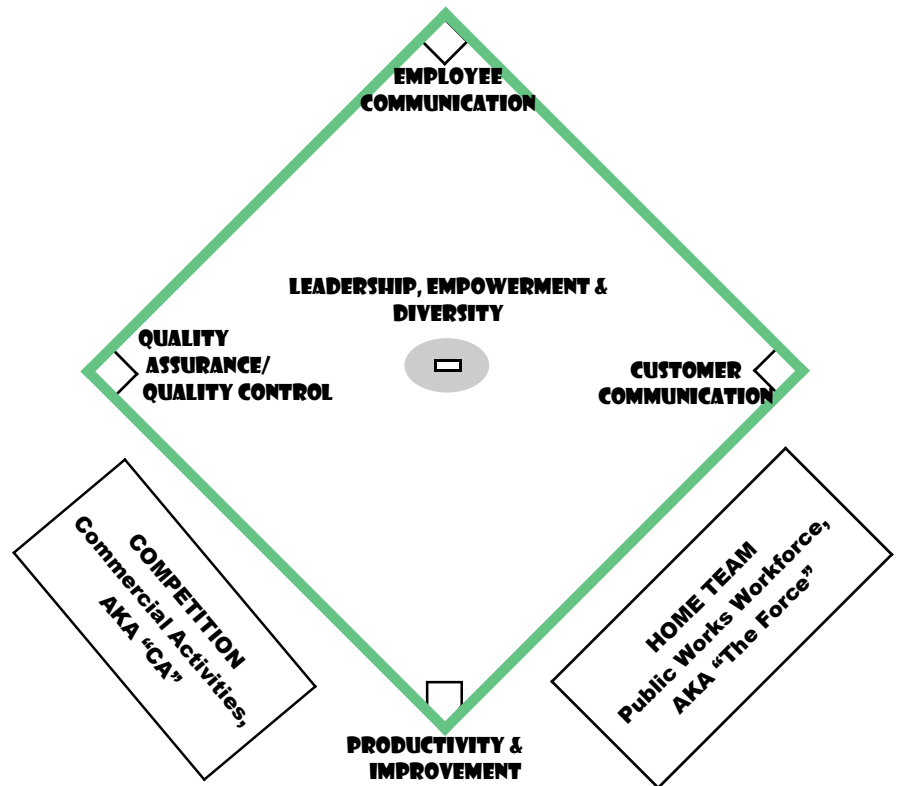 EMPLOYEE
COMMUNICATION
LEADERSHIP, EMPOWERMENT &
DIVERSITY
QUALITY
ASSURANCE/
QUALITY CONTROL
CUSTOMER
COMMUNICATION
COMPETITION
Commercial Activities,
AKA “CA”
HOME TEAM
Public Works Workforce,
AKA “The Force”
PRODUCTIVITY &
IMPROVEMENT